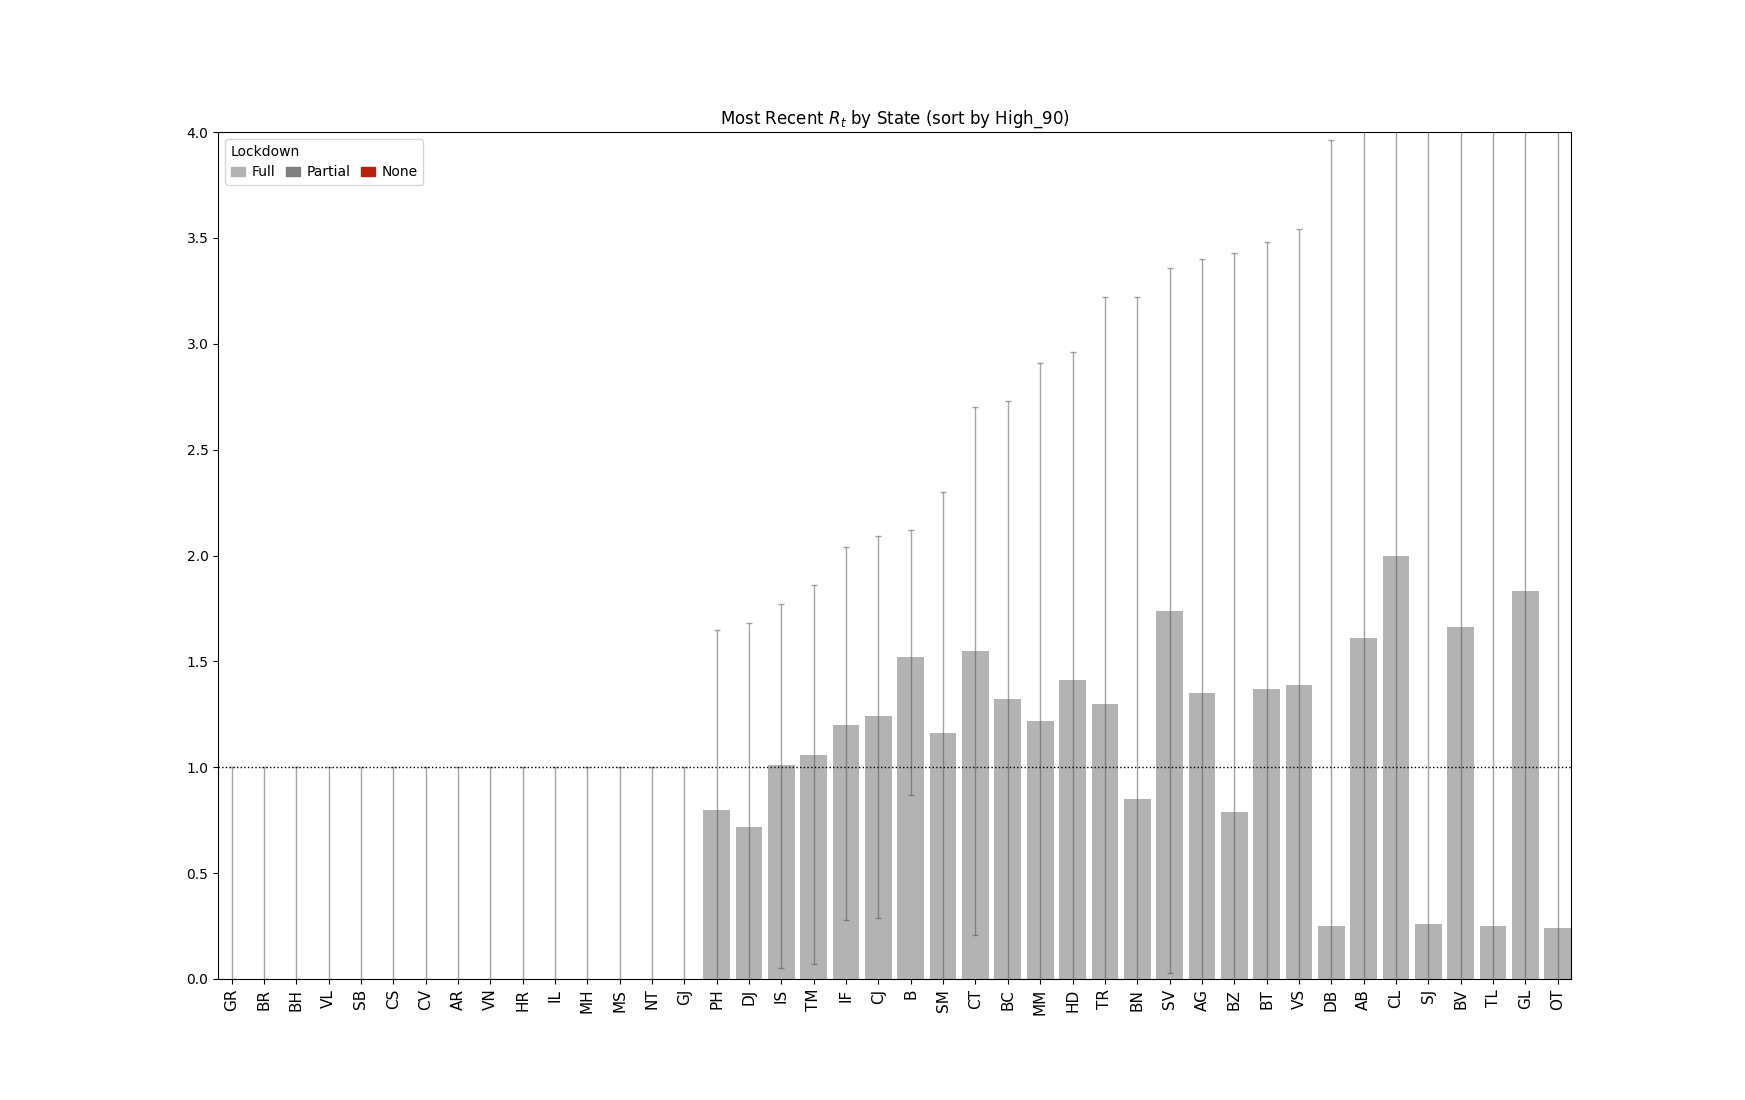 Most Recent R_t by State (sort by High_90)
Lockdown
Full Partial None
4.0
3.5
3.0
2.5
2.0
1.5
1.0
0.5
0.0
GR BR BH VL SB CS CV AR VN HR IL MH MS NT GJ PH DJ IS TM IF CJ B SM CT BC MM HD TR BN SV AG BZ BT VS DB AB CL SJ BV TL GL OT